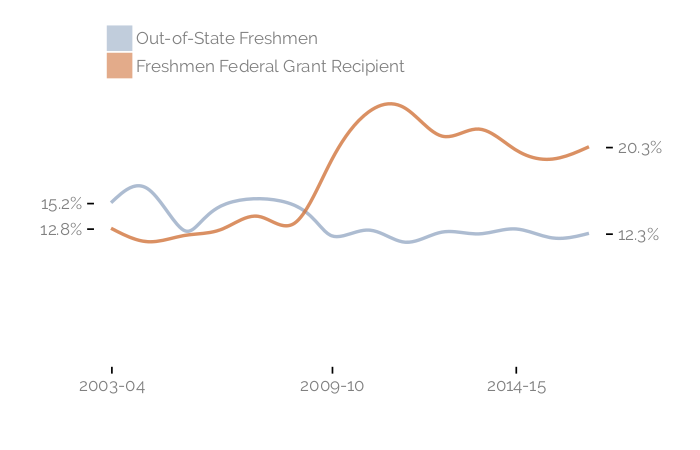 Out-of-State Freshmen
Freshmen Federal Grant Recipient
20.3%
15.2%
12.8%
12.3%
2003-04 2009-10 2014-15